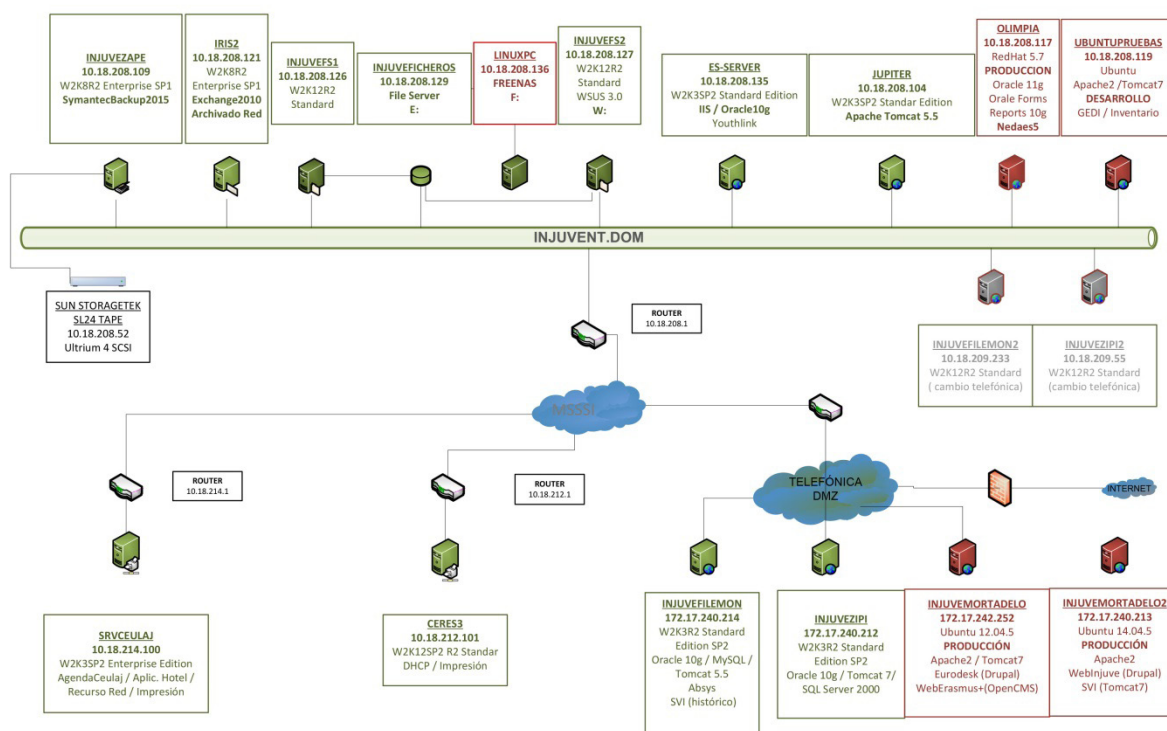 INJUVEZAPE
10.18.208.109
W2K8R2 Enterprise SP1
SymantecBackup2015
IRIS2
10.18.208.121
W2K8R2
Enterprise SP1
Exchange2010
Archivado Red
INJUVEFS1
10.18.208.126
W2K12R2
Standard
INJUVEFICHEROS
10.18.208.129
File Server
E:
LINUXPC
10.18.208.136
FREENAS
F:
INJUVEFS2
10.18.208.127
W2K12R2
Standard
WSUS 3.0
W:
ES-SERVER
10.18.208.135
W2K3SP2 Standard Edition
IIS / Oracle10g
Youthlink
JUPITER
10.18.208.104
W2K3SP2 Standar Edition
Apache Tomcat 5.5
OLIMPIA
10.18.208.117
RedHat 5.7
PRODUCCION
Oracle 11g
Orale Forms
Reports 10g
Nedaes5
UBUNTUPRUEBAS
10.18.208.119
Ubuntu
Apache2 /Tomcat7
DESARROLLO
GEDI / Inventario
INJUVENT.DOM
SUN STORAGETEK
SL24 TAPE
10.18.208.52
Ultrium 4 SCSI
ROUTER
10.18.208.1
INJUVEFILEMON2
10.18.209.233
W2K12R2 Standard
( cambio telefónica)
INJUVEZIPI2
10.18.209.55
W2K12R2 Standard
(cambio telefónica)
MSSSI
ROUTER
10.18.214.1
ROUTER
10.18.212.1
TELEFÓNICA
DMZ
INTERNET
SRVCEULAJ
10.18.214.100
W2K3SP2 Enterprise Edition
AgendaCeulaj / Aplic. Hotel /
Recurso Red / Impresión
CERES3
10.18.212.101
W2K12SP2 R2 Standar
DHCP / Impresión
INJUVEFILEMON
172.17.240.214
W2K3R2 Standard
Edition SP2
Oracle 10g / MySQL /
Tomcat 5.5
Absys
SVI (histórico)
INJUVEZIPI
172.17.240.212
W2K3R2 Standard
Edition SP2
Oracle 10g / Tomcat 7/
SQL Server 2000
INJUVEMORTADELO
172.17.242.252
Ubuntu 12.04.5
PRODUCCIÓN
Apache2 / Tomcat7
Eurodesk (Drupal)
WebErasmus+(OpenCMS)
INJUVEMORTADELO2
172.17.240.213
Ubuntu 14.04.5
PRODUCCIÓN
Apache2
WebInjuve (Drupal)
SVI (Tomcat7)